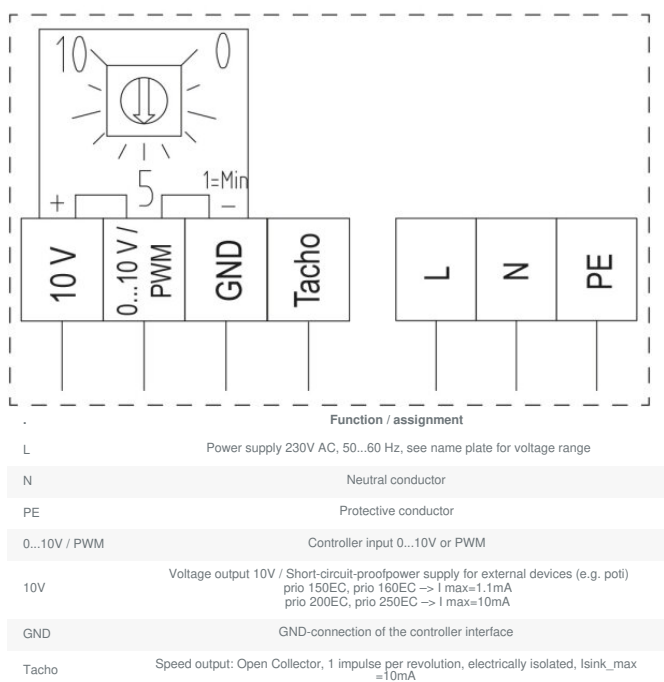 10
0
5
1=Min
+
–
10 V
0...10 V /
PWM
GND
Tacho
L
N
PE
. Function / assignment
L Power supply 230V AC, 50...60 Hz, see name plate for voltage range
N Neutral conductor
PE Protective conductor
0...10V / PWM Controller input 0...10V or PWM
10V Voltage output 10V / Short-circuit-proofpower supply for external devices (e.g. poti)
prio 150EC, prio 160EC –> I max=1.1mA
prio 200EC, prio 250EC –> I max=10mA
GND GND-connection of the controller interface
Tacho Speed output: Open Collector, 1 impulse per revolution, electrically isolated, Isink_max
=10mA